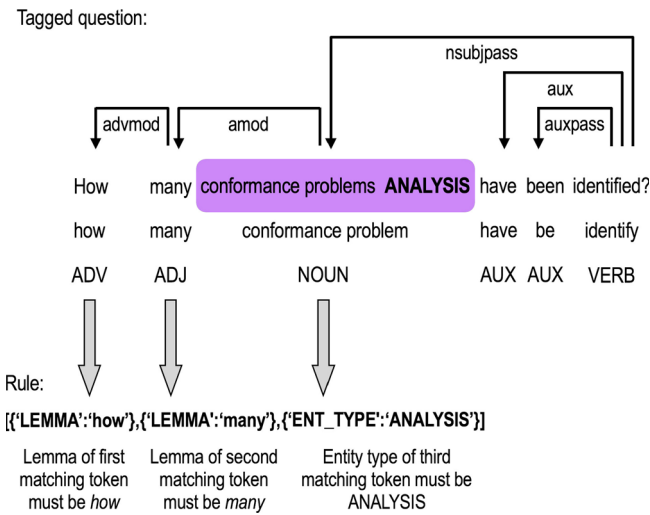 Tagged question:
nsubjpass
aux
advmod amod auxpass
How many conformance problems ANALYSIS have been identified?
how many conformance problem have be identify
ADV ADJ NOUN AUX AUX VERB
Rule:
[{‘LEMMA’:‘how’},{‘LEMMA’:‘many’},{‘ENT_TYPE’:‘ANALYSIS’}]
Lemma of first Lemma of second Entity type of third
matching token matching token matching token must be
must be how must be many ANALYSIS